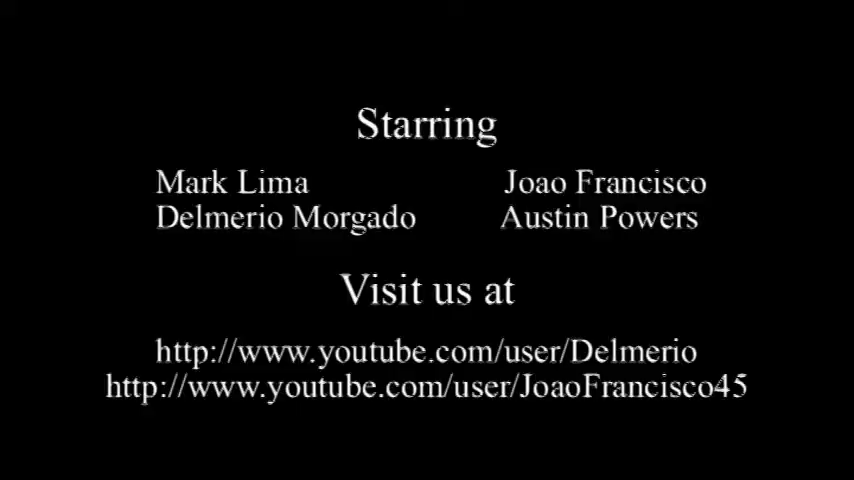 Starring
Mark Lima Joao Francisco
Delmerio Morgado Austin Powers
Visit us at
http://www.youtube.com/user/Delmerio
http://www.youtube.com/user/JoaoFrancisco45